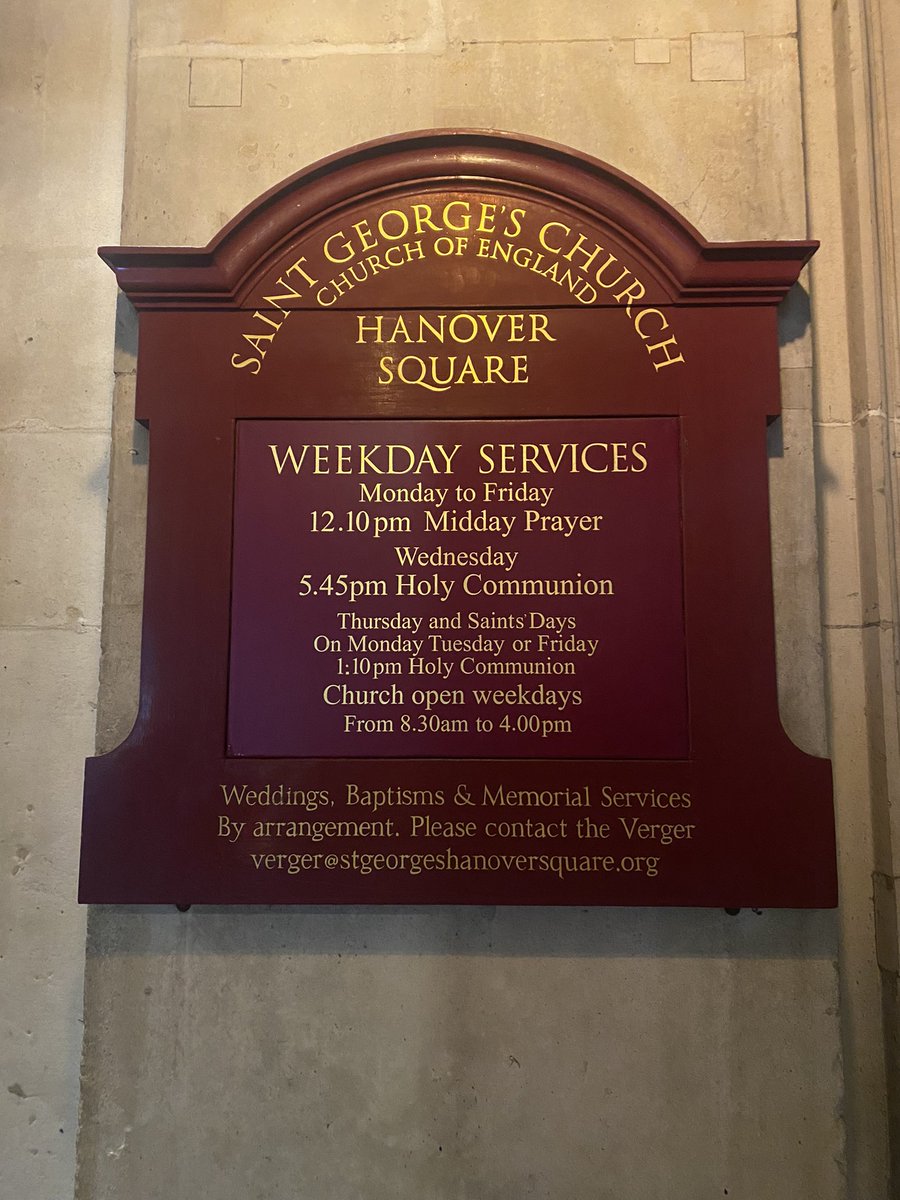 SAINT GEORGE'S CHURCH
CHURCH OF ENGLAND
HANOVER
SQUARE
WEEKDAY SERVICES
Monday to Friday
12.10pm Midday Prayer
Wednesday
5.45pm Holy Communion
Thursday and Saints' Days
On Monday Tuesday or Friday
1:10pm Holy Communion
Church open weekdays
From 8.30am to 4.00pm
Weddings, Baptisms & Memorial Services
By arrangement. Please contact the Verger
verger@stgeorgeshanoversquare.org